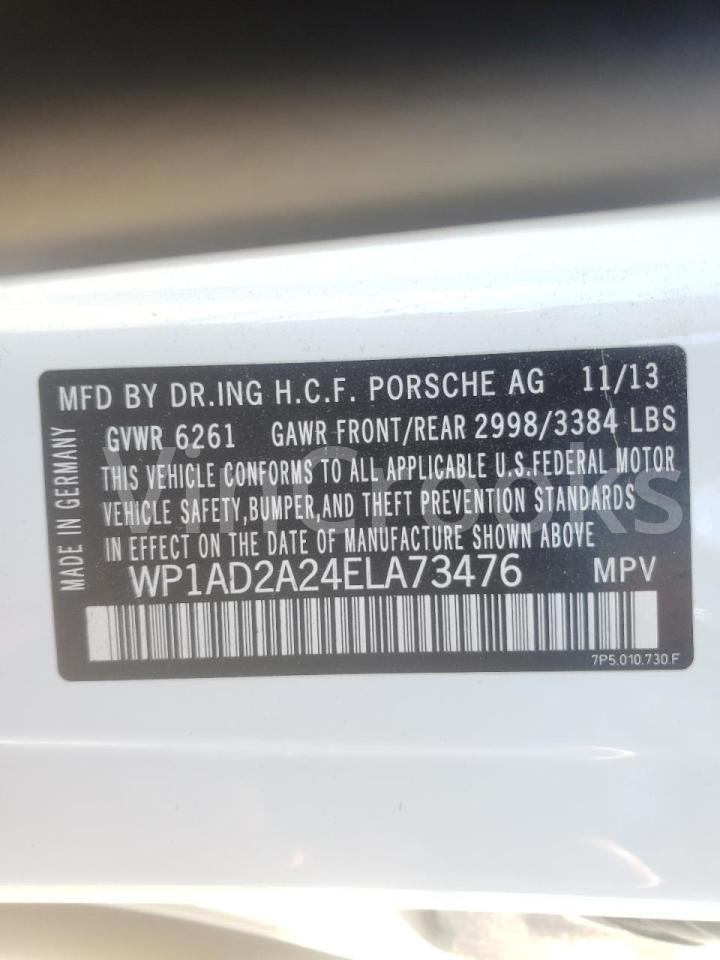 MFD BY DR.ING H.C.F. PORSCHE AG 11/13
GVWR 6261 GAWR FRONT/REAR 2998/3384 LBS
THIS VEHICLE CONFORMS TO ALL APPLICABLE U.S.FEDERAL MOTOR
VEHICLE SAFETY,BUMPER,AND THEFT PREVENTION STANDARDS
IN EFFECT ON THE DATE OF MANUFACTURE SHOWN ABOVE
WP1AD2A24ELA73476 MPV
7P5.010.730.F
MADE IN GERMANY
VinCrooks